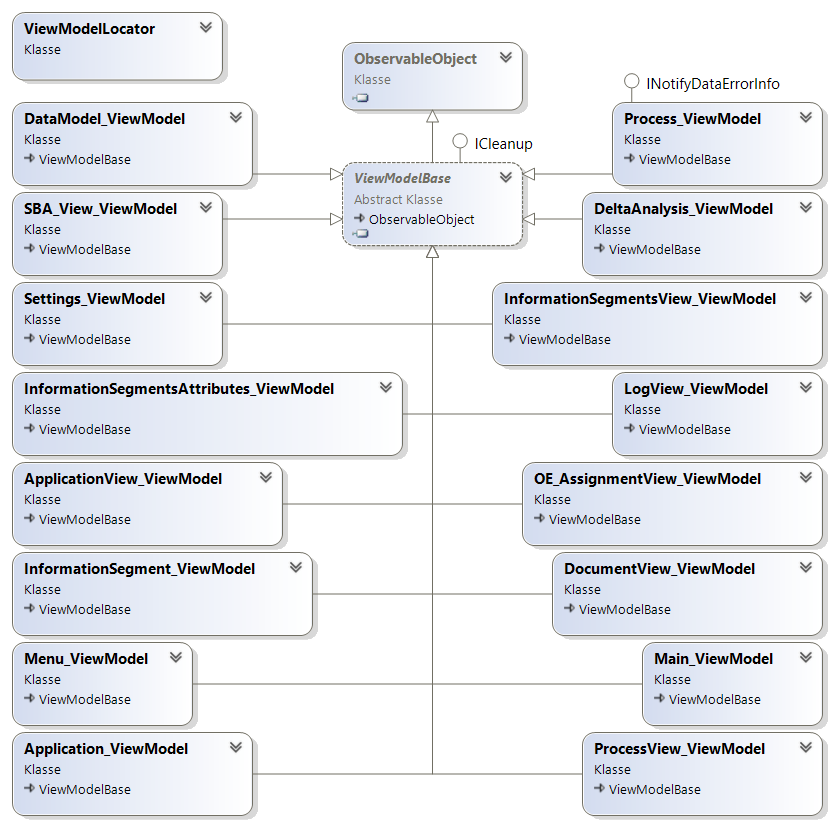 ViewModelLocator
Klasse
ObservableObject
Klasse
INotifyDataErrorInfo
DataModel_ViewModel
Klasse
ViewModelBase
ICleanup
Process_ViewModel
Klasse
ViewModelBase
ViewModelBase
Abstract Klasse
ObservableObject
SBA_View_ViewModel
Klasse
ViewModelBase
DeltaAnalysis_ViewModel
Klasse
ViewModelBase
Settings_ViewModel
Klasse
ViewModelBase
InformationSegmentsView_ViewModel
Klasse
ViewModelBase
InformationSegmentsAttributes_ViewModel
Klasse
ViewModelBase
LogView_ViewModel
Klasse
ViewModelBase
ApplicationView_ViewModel
Klasse
ViewModelBase
OE_AssignmentView_ViewModel
Klasse
ViewModelBase
InformationSegment_ViewModel
Klasse
ViewModelBase
DocumentView_ViewModel
Klasse
ViewModelBase
Menu_ViewModel
Klasse
ViewModelBase
Main_ViewModel
Klasse
ViewModelBase
Application_ViewModel
Klasse
ViewModelBase
ProcessView_ViewModel
Klasse
ViewModelBase